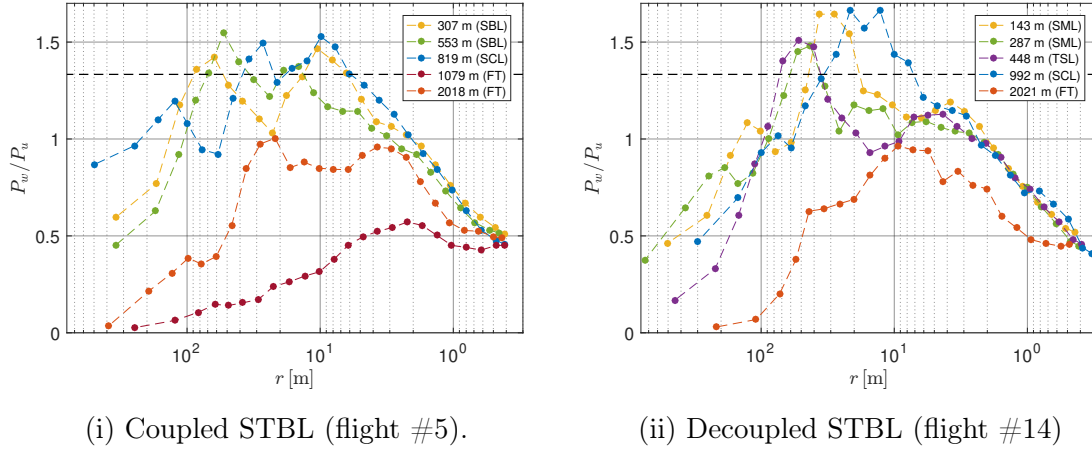 1.5
1
0.5
0
P_w/P_u
10^2
10^1
10^0
r [m]
307 m (SBL)
553 m (SBL)
819 m (SCL)
1079 m (FT)
2018 m (FT)
1.5
1
0.5
0
P_w/P_u
10^2
10^1
10^0
r [m]
143 m (SML)
287 m (SML)
448 m (TSL)
992 m (SCL)
2021 m (FT)
(i) Coupled STBL (flight #5).
(ii) Decoupled STBL (flight #14)